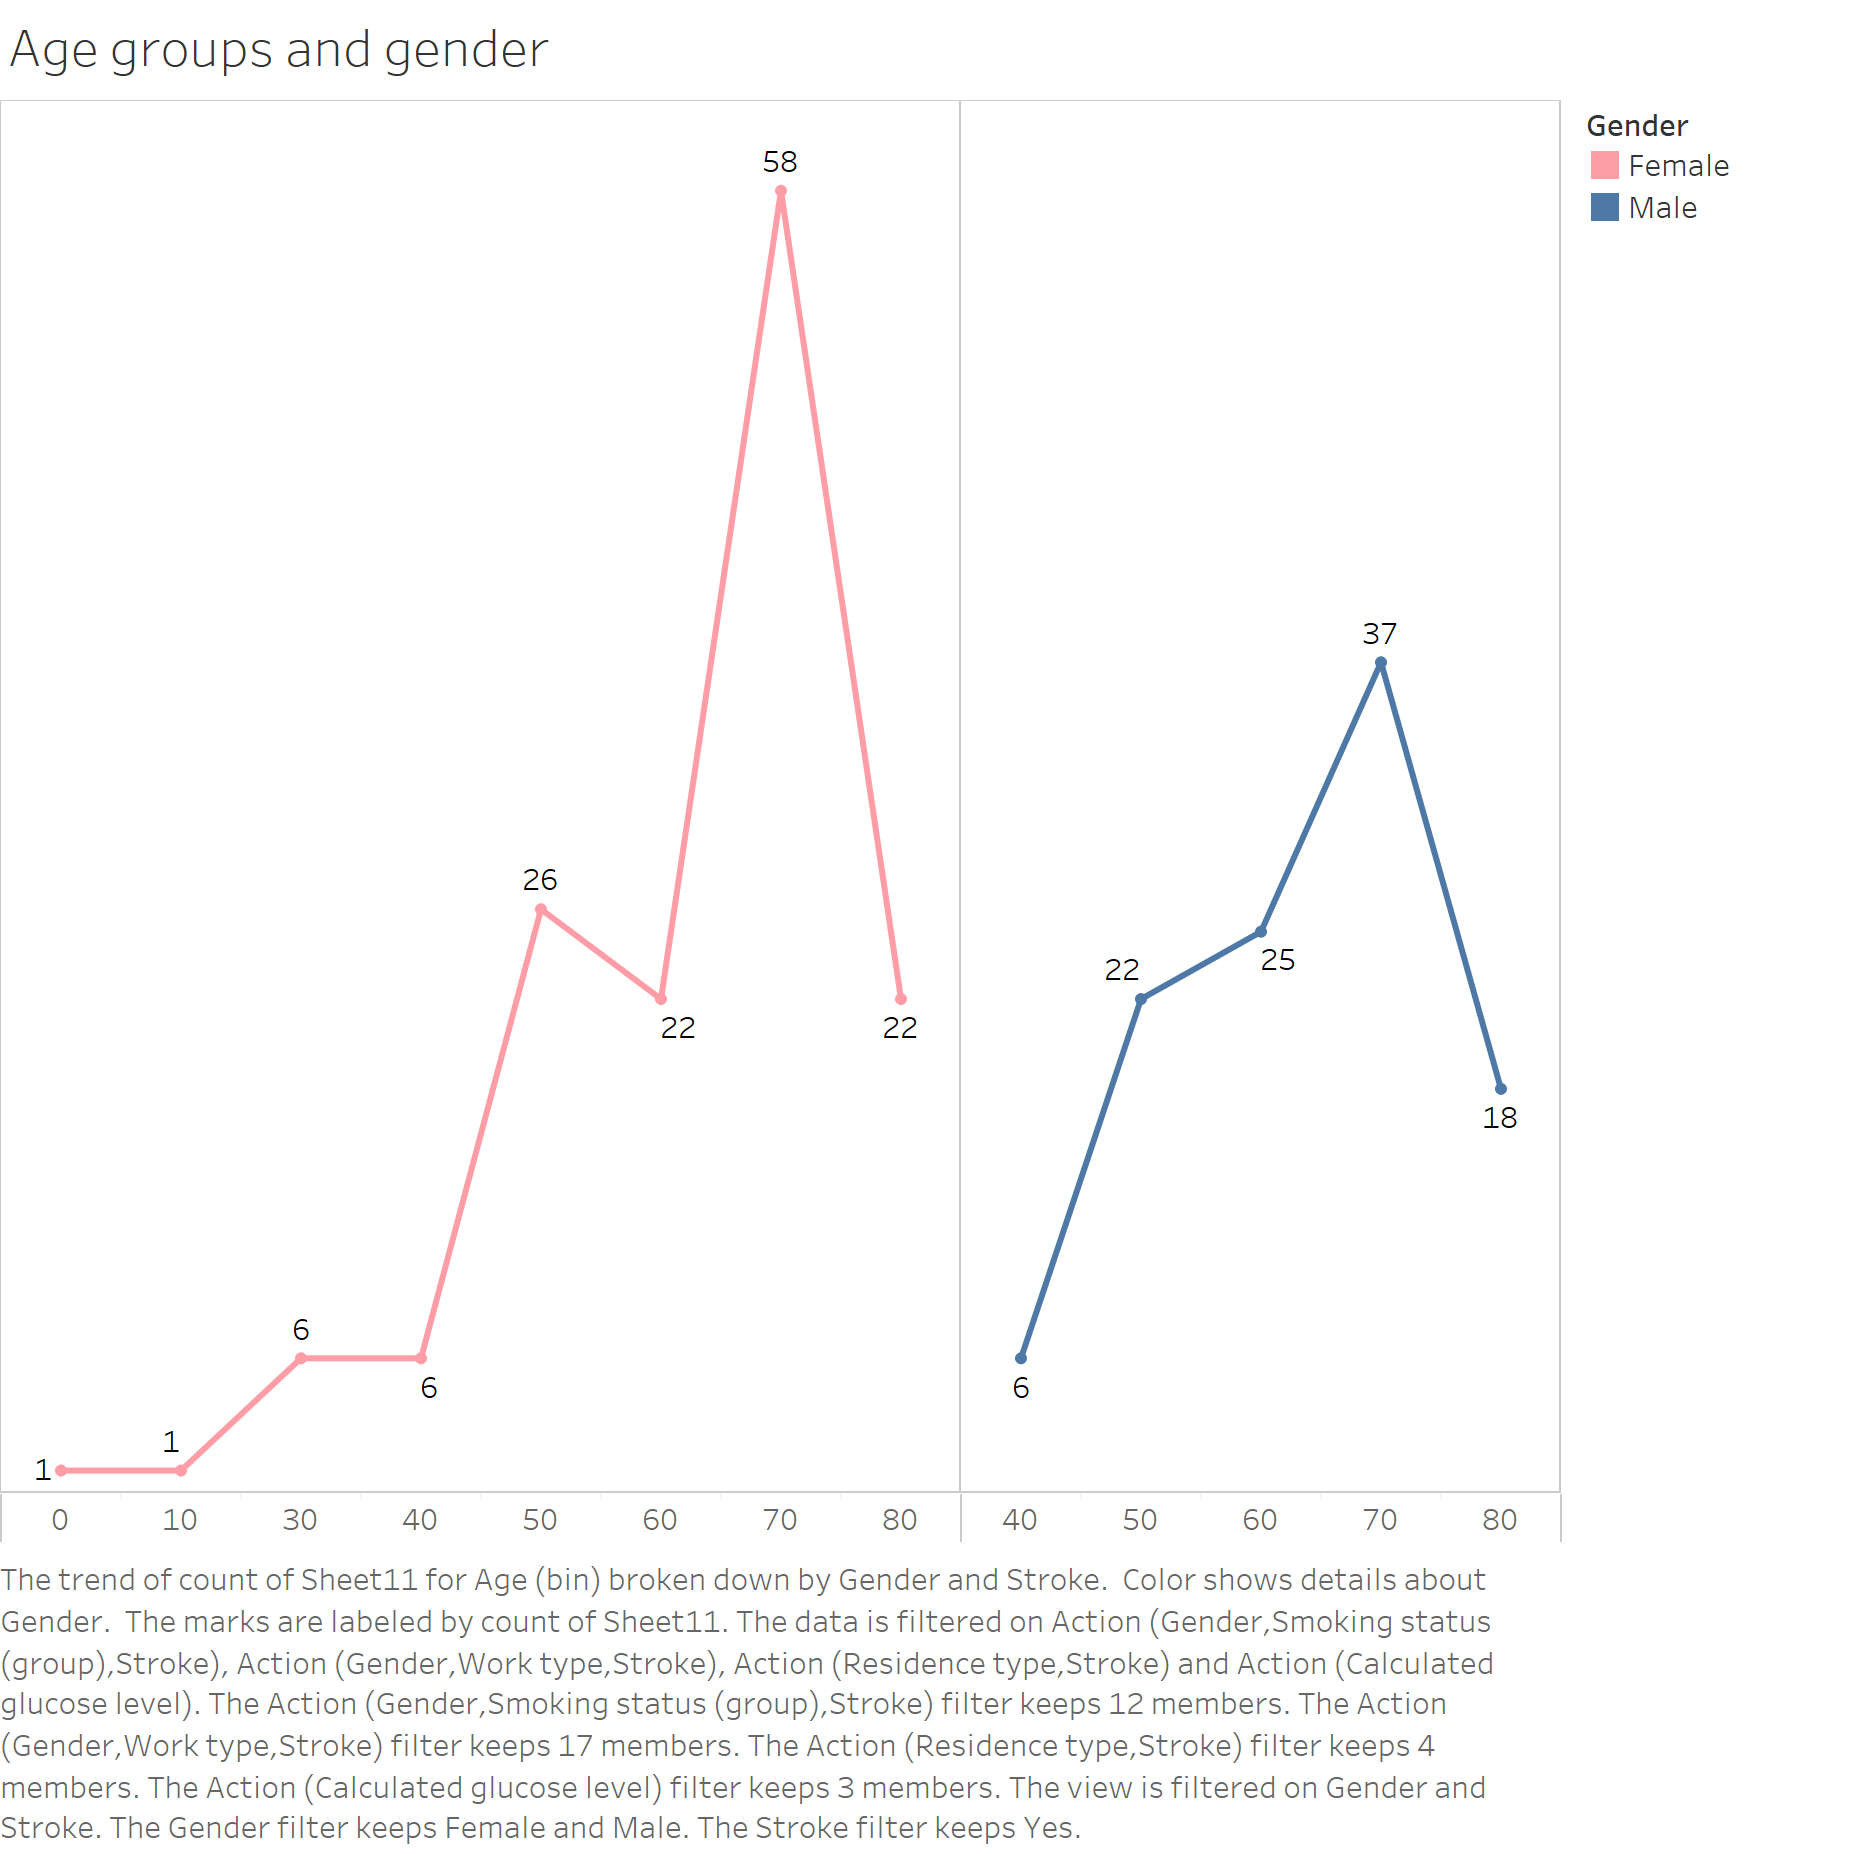 Age groups and gender
Gender
Female
Male
58
37
26
22
25
22
22
18
6
6
6
1
1
0 10 30 40 50 60 70 80 40 50 60 70 80
The trend of count of Sheet11 for Age (bin) broken down by Gender and Stroke.  Color shows details about
Gender.  The marks are labeled by count of Sheet11. The data is filtered on Action (Gender,Smoking status
(group),Stroke), Action (Gender,Work type,Stroke), Action (Residence type,Stroke) and Action (Calculated
glucose level). The Action (Gender,Smoking status (group),Stroke) filter keeps 12 members. The Action
(Gender,Work type,Stroke) filter keeps 17 members. The Action (Residence type,Stroke) filter keeps 4
members. The Action (Calculated glucose level) filter keeps 3 members. The view is filtered on Gender and
Stroke. The Gender filter keeps Female and Male. The Stroke filter keeps Yes.